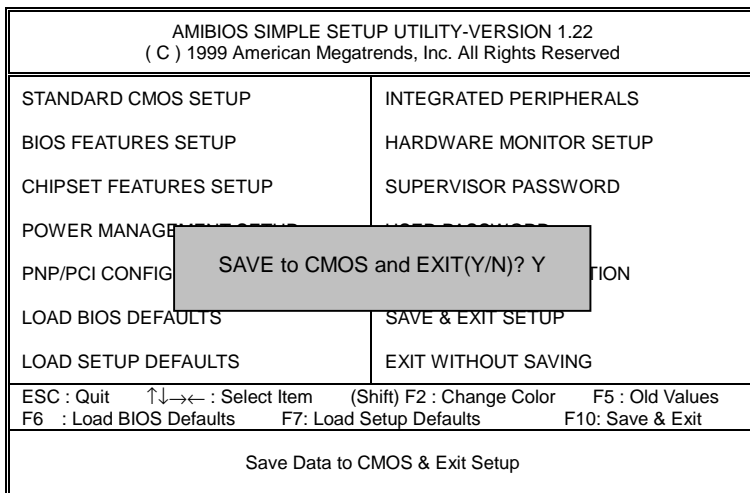 AMIBIOS SIMPLE SETUP UTILITY-VERSION 1.22
( C ) 1999 American Megatrends, Inc. All Rights Reserved
STANDARD CMOS SETUP
INTEGRATED PERIPHERALS
BIOS FEATURES SETUP
HARDWARE MONITOR SETUP
CHIPSET FEATURES SETUP
SUPERVISOR PASSWORD
POWER
SAVE to CMOS and EXIT(Y/N)? Y
PNP/PCI
LOAD BIOS DEFAULTS
SAVE & EXIT SETUP
LOAD SETUP DEFAULTS
EXIT WITHOUT SAVING
ESC : Quit ↑↓→← : Select Item (Shift) F2 : Change Color F5 : Old Values
F6 : Load BIOS Defaults F7: Load Setup Defaults F10: Save & Exit
Save Data to CMOS & Exit Setup